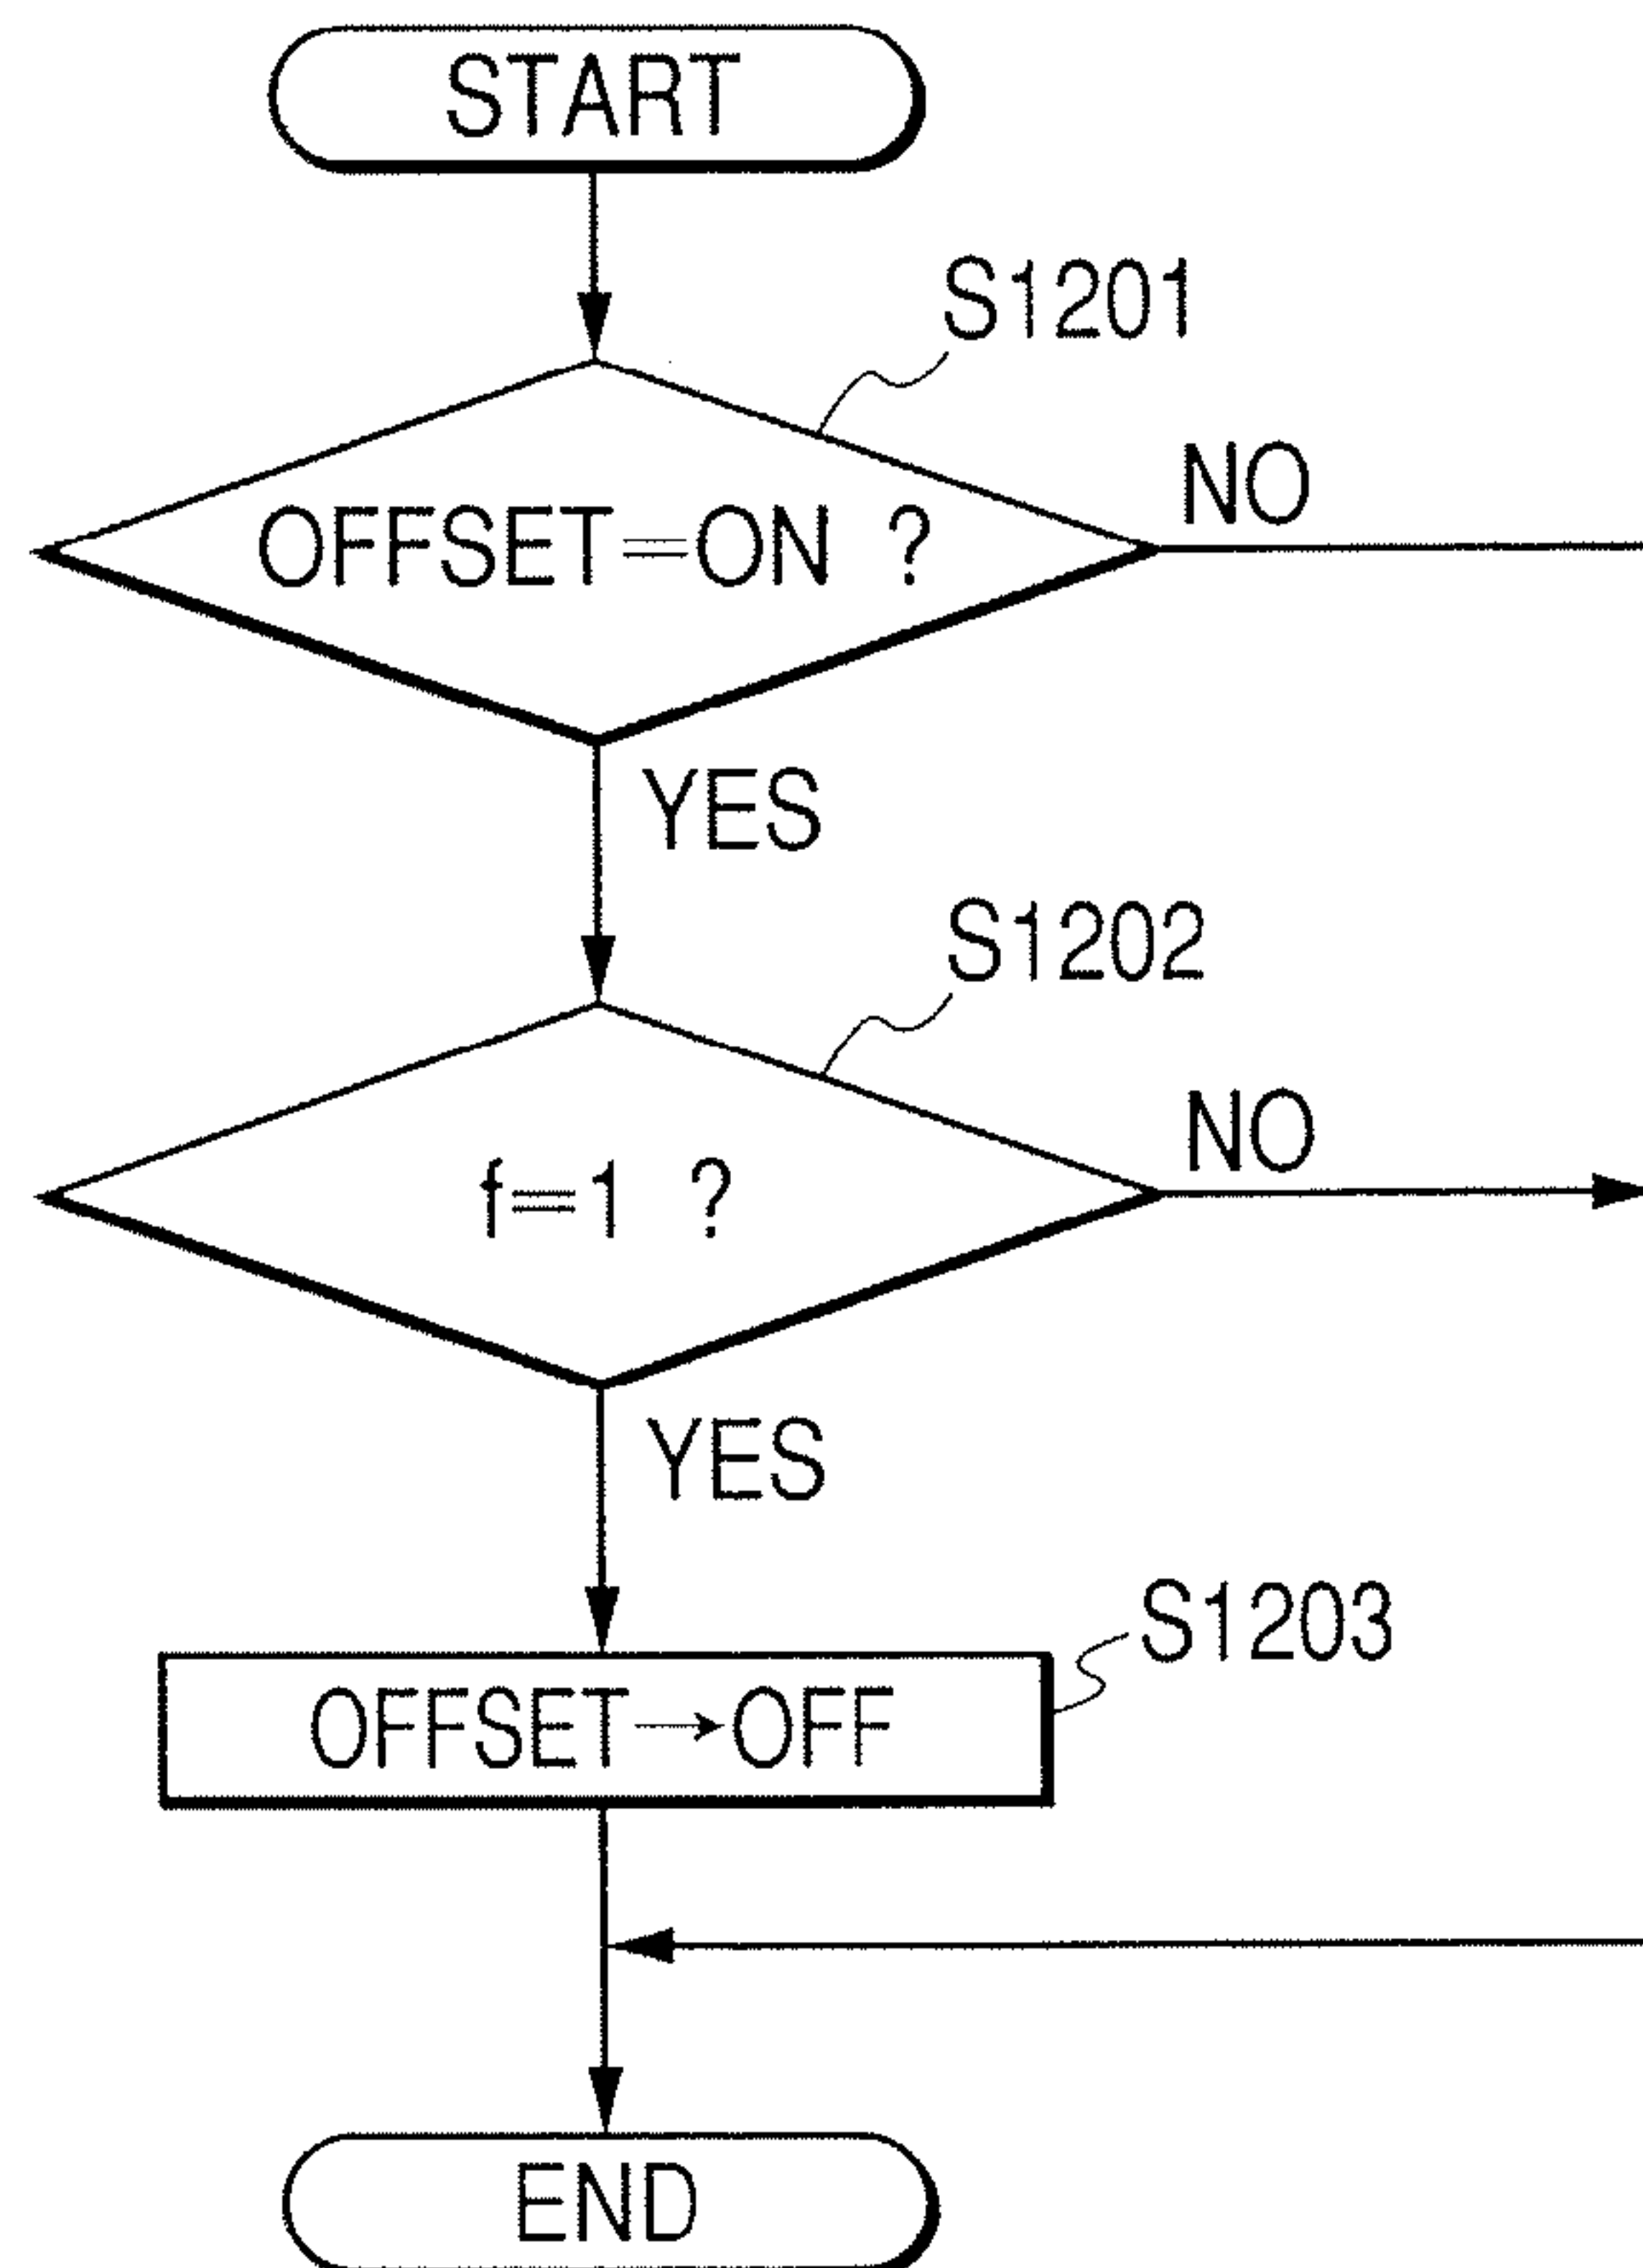 START
S1201
OFFSET=ON ?
NO
YES
S1202
f=1 ?
NO
YES
S1203
OFFSET→OFF
END